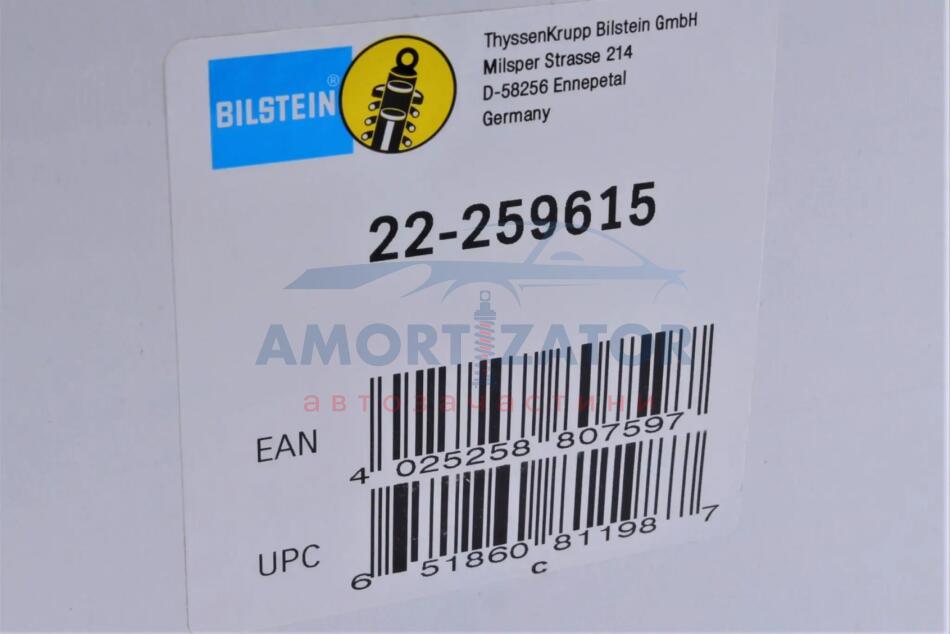 BILSTEIN®
ThyssenKrupp Bilstein GmbH
Milsper Strasse 214
D-58256 Ennepetal
Germany
22-259615
AMORTIZATOR
автозапчастини
EAN
4 025258 807597
UPC
6 51860 81198 7
C